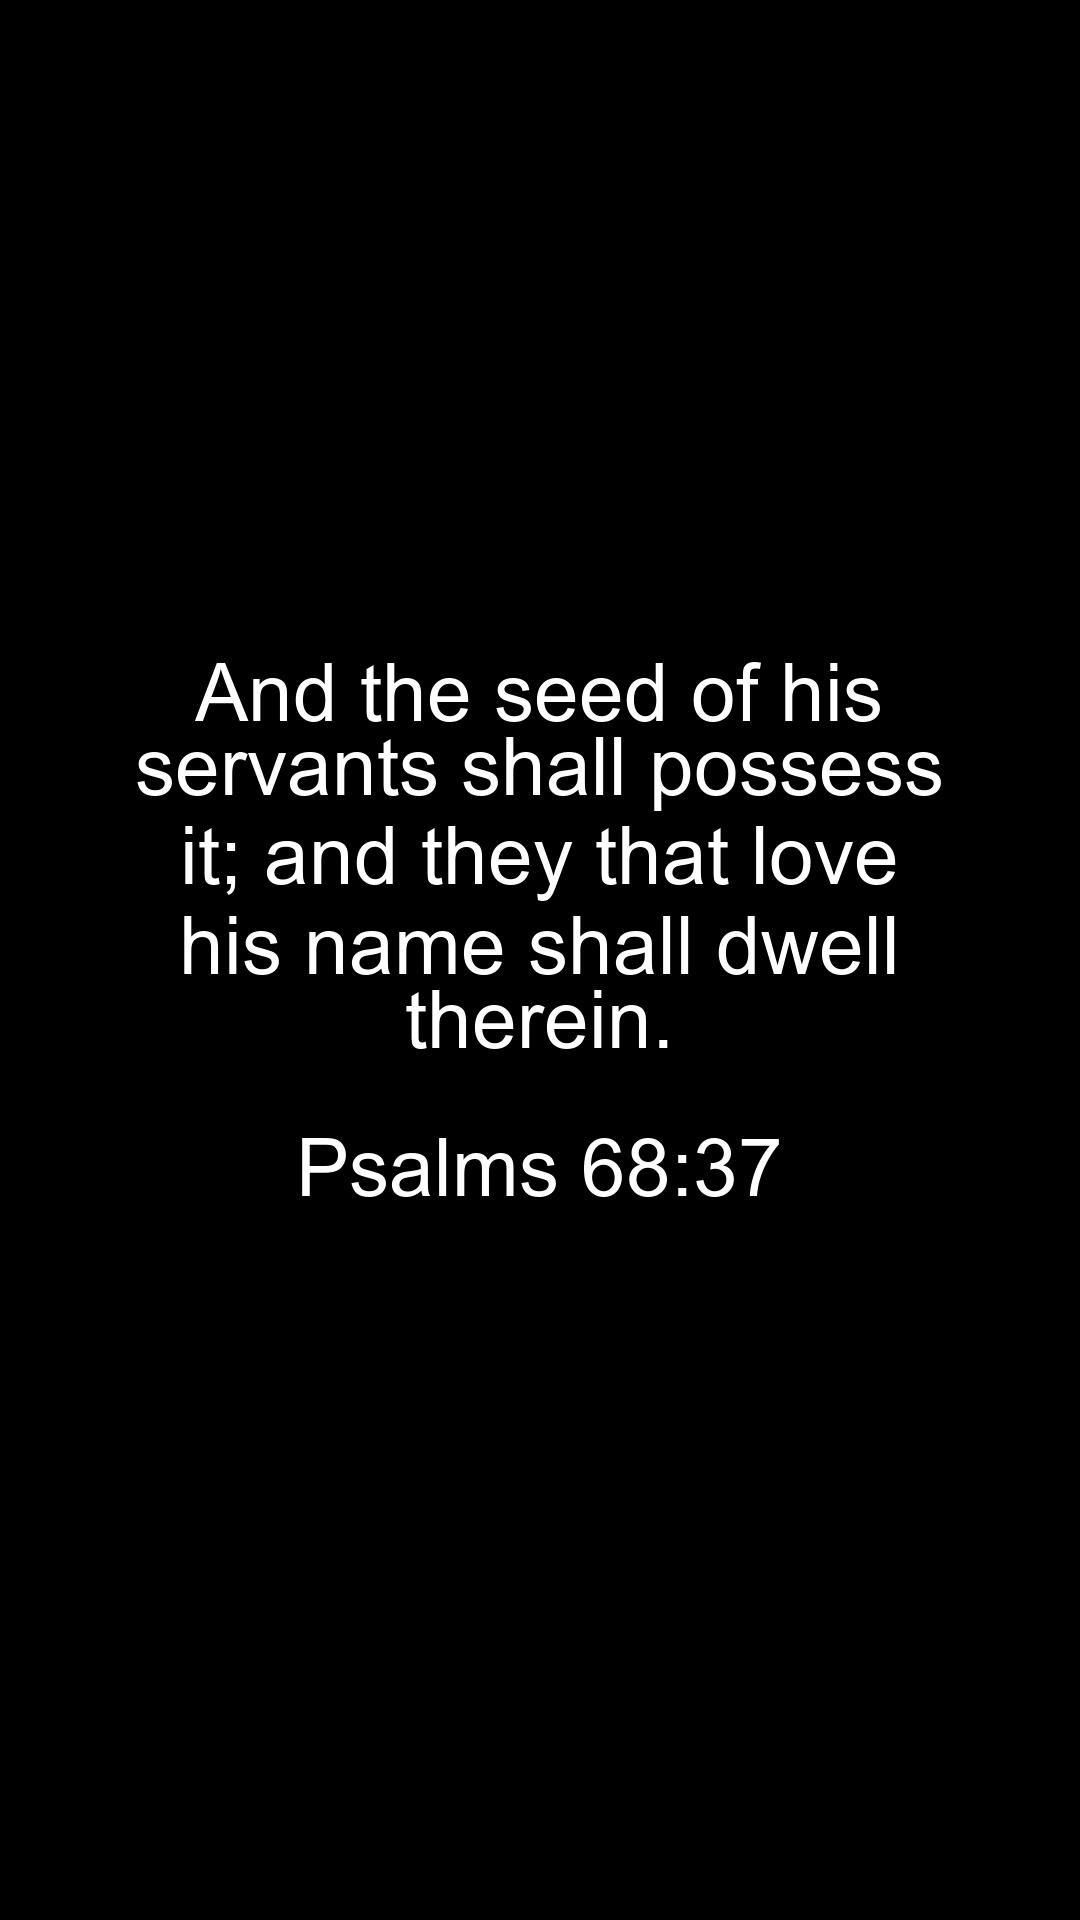 And the seed of his
servants shall possess
it; and they that love
his name shall dwell
therein.
Psalms 68:37